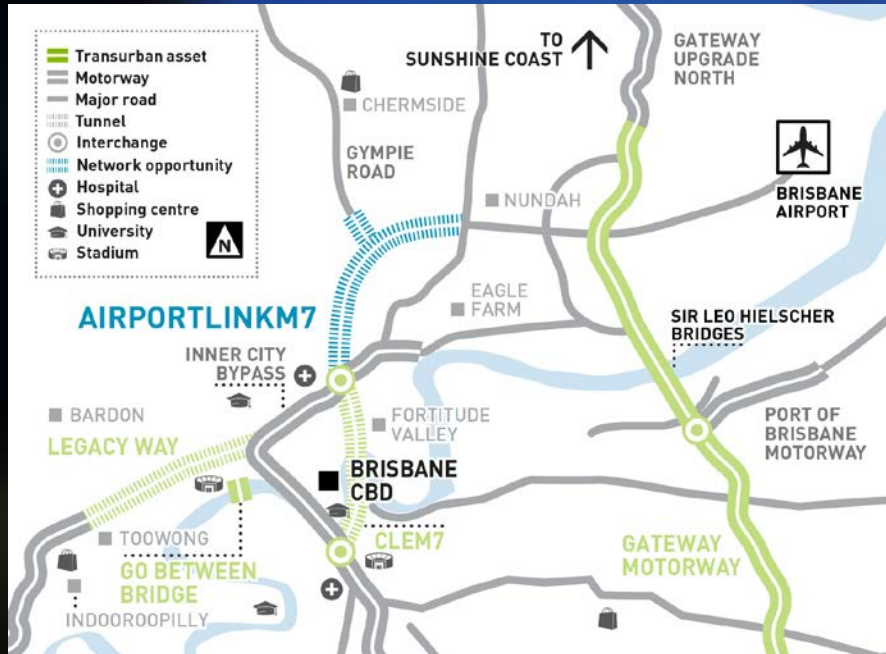 Transurban asset
Motorway
Major road
Tunnel
Interchange
Network opportunity
Hospital
Shopping centre
University
Stadium
N
TO
SUNSHINE COAST
GATEWAY
UPGRADE
NORTH
CHERMSIDE
GYMPIE
ROAD
NUNDAH
BRISBANE
AIRPORT
AIRPORTLINKM7
EAGLE
FARM
SIR LEO HIELSCHER
BRIDGES
INNER CITY
BYPASS
BARDON
LEGACY WAY
FORTITUDE
VALLEY
PORT OF
BRISBANE
MOTORWAY
BRISBANE
CBD
TOOWONG
CLEM7
GO BETWEEN
BRIDGE
GATEWAY
MOTORWAY
INDOOROOPILLY